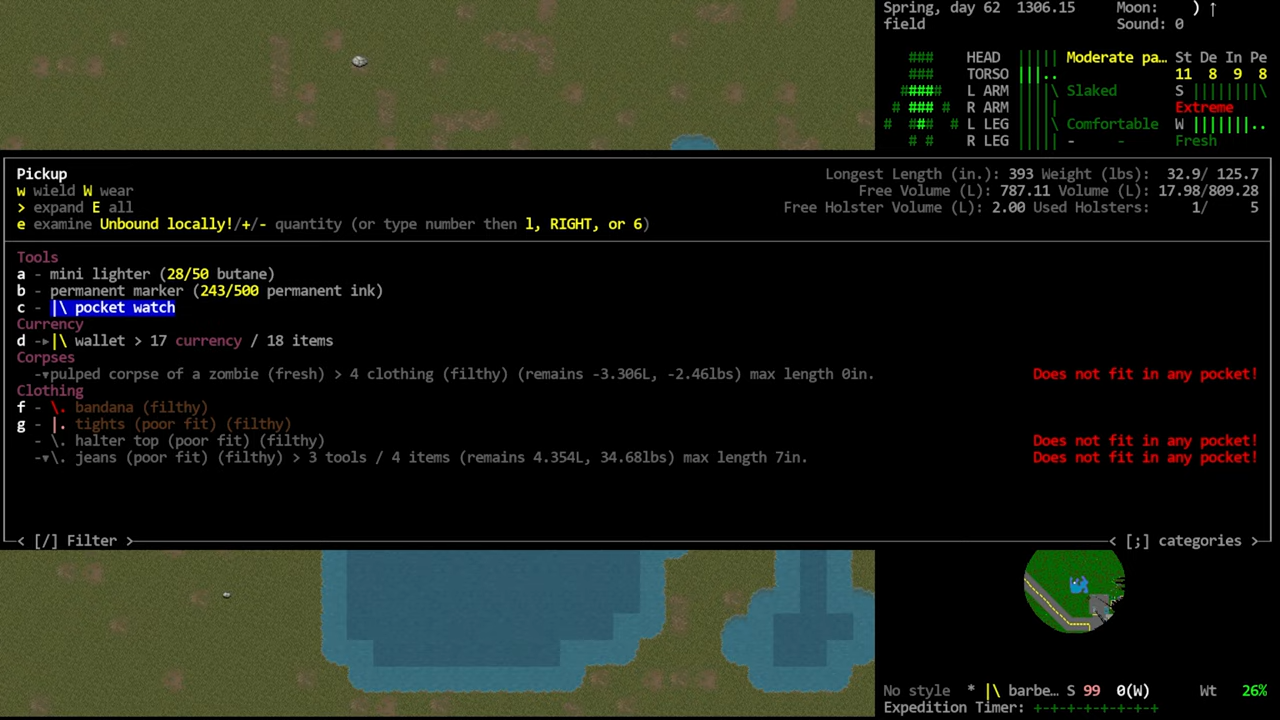 Spring, day 62 1306.15 Moon: ) ↑
field Sound: 0
### HEAD ||||| Moderate pa… St De In Pe
### TORSO |||.. 11 8 9 8
#####  L ARM ||||\ Slaked S ||||||||\
# ### # R ARM ||||| Extreme
# ### # L LEG ||||\ Comfortable W |||||||..
# # R LEG ||||| - - Fresh
Pickup
w wield W wear
> expand E all
e examine Unbound locally!/+/- quantity (or type number then l, RIGHT, or 6)
Longest Length (in.): 393 Weight (lbs): 32.9/ 125.7
Free Volume (L): 787.11 Volume (L): 17.98/809.28
Free Holster Volume (L): 2.00 Used Holsters: 1/ 5
Tools
a - mini lighter (28/50 butane)
b - permanent marker (243/500 permanent ink)
c - |\ pocket watch
Currency
d -▸|\ wallet > 17 currency / 18 items
Corpses
-▾pulped corpse of a zombie (fresh) > 4 clothing (filthy) (remains -3.306L, -2.46lbs) max length 0in. Does not fit in any pocket!
Clothing
f - \. bandana (filthy)
g - |. tights (poor fit) (filthy)
- \. halter top (poor fit) (filthy) Does not fit in any pocket!
-▾\. jeans (poor fit) (filthy) > 3 tools / 4 items (remains 4.354L, 34.68lbs) max length 7in. Does not fit in any pocket!
< [/] Filter > < [;] categories >
No style * |\ barbe… S 99 0(W) Wt 26%
Expedition Timer: +-+-+-+-+-+-+-+